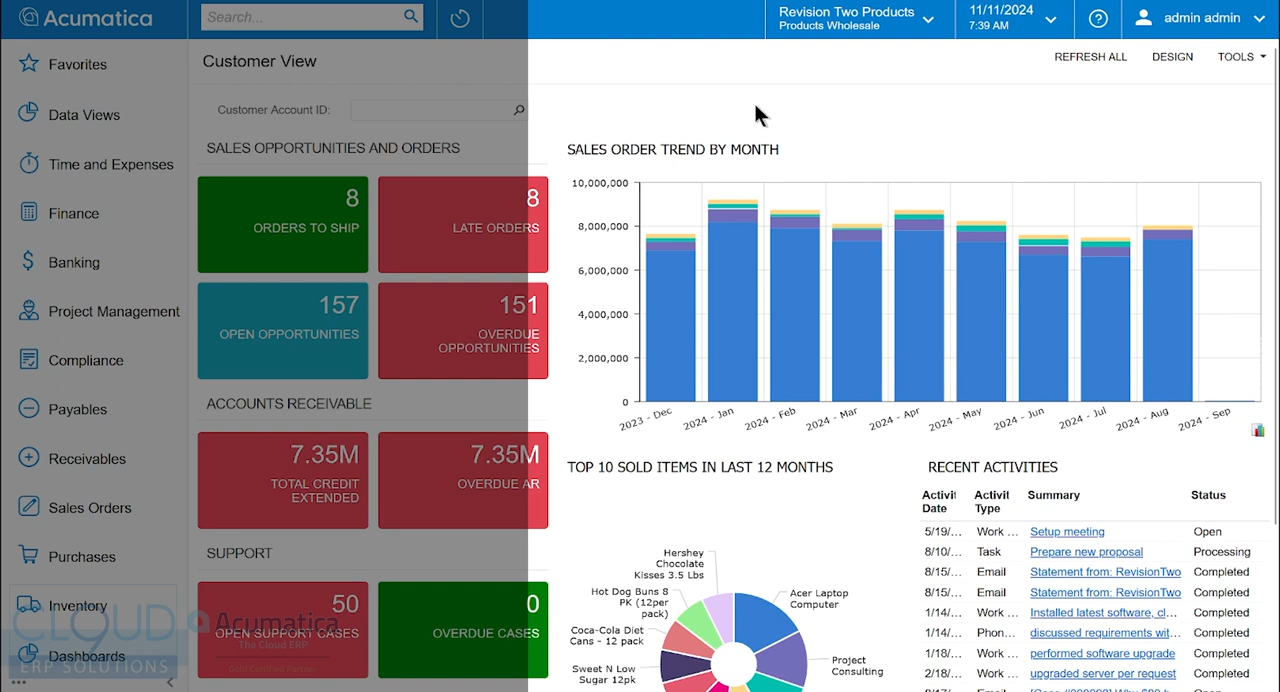 Acumatica
Search...
Revision Two Products
Products Wholesale
11/11/2024
7:39 AM
admin admin
Favorites
Data Views
Time and Expenses
Finance
Banking
Project Management
Compliance
Payables
Receivables
Sales Orders
Purchases
Inventory
Dashboards
CLOUD 9
ERP SOLUTIONS
Acumatica
The Cloud ERP
Gold Certified Partner
Customer View
REFRESH ALL
DESIGN
TOOLS
Customer Account ID:
SALES OPPORTUNITIES AND ORDERS
8
ORDERS TO SHIP
8
LATE ORDERS
157
OPEN OPPORTUNITIES
151
OVERDUE
OPPORTUNITIES
ACCOUNTS RECEIVABLE
7.35M
TOTAL CREDIT
EXTENDED
7.35M
OVERDUE AR
SUPPORT
50
OPEN SUPPORT CASES
0
OVERDUE CASES
SALES ORDER TREND BY MONTH
10,000,000
8,000,000
6,000,000
4,000,000
2,000,000
0
2023 - Dec
2024 - Jan
2024 - Feb
2024 - Mar
2024 - Apr
2024 - May
2024 - Jun
2024 - Jul
2024 - Aug
2024 - Sep
TOP 10 SOLD ITEMS IN LAST 12 MONTHS
Hershey
Chocolate
Kisses 3.5 Lbs
Hot Dog Buns 8
PK (12per
pack)
Coca-Cola Diet
Cans - 12 pack
Sweet N Low
Sugar 12pk
Acer Laptop
Computer
Project
Consulting
RECENT ACTIVITIES
Activit Date Activit Type Summary Status
5/19/... Work ... Setup meeting Open
8/10/... Task Prepare new proposal Processing
8/15/... Email Statement from: RevisionTwo Completed
8/15/... Email Statement from: RevisionTwo Completed
1/14/... Work ... Installed latest software, cl... Completed
1/14/... Phon... discussed requirements wit... Completed
1/18/... Work ... performed software upgrade Completed
2/18/... Work ... upgraded server per request Completed